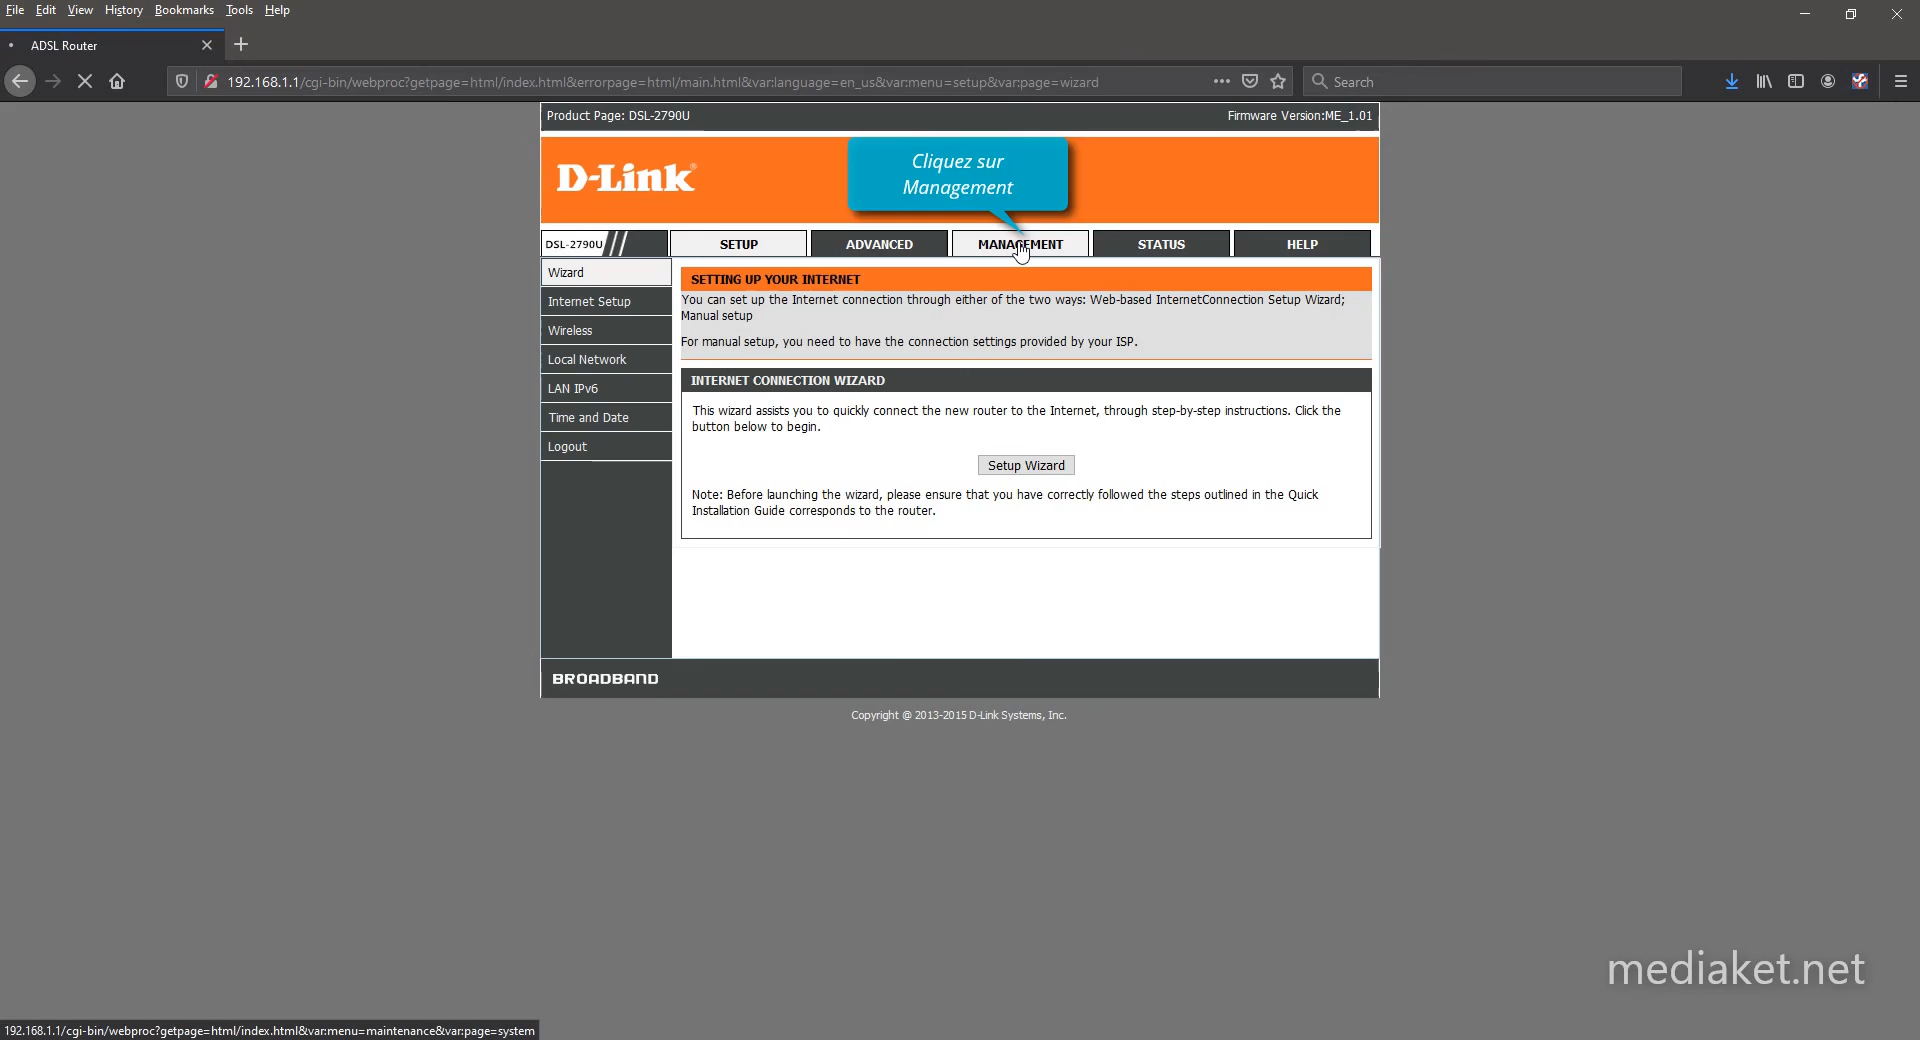 File Edit View History Bookmarks Tools Help
ADSL Router
192.168.1.1/cgi-bin/webproc?getpage=html/index.html&errorpage=html/main.html&var:language=en_us&var:menu=setup&var:page=wizard
Search
Product Page: DSL-2790U
Firmware Version:ME_1.01
D-Link®
Cliquez sur
Management
DSL-2790U
SETUP
ADVANCED
MANAGEMENT
STATUS
HELP
Wizard
Internet Setup
Wireless
Local Network
LAN IPv6
Time and Date
Logout
SETTING UP YOUR INTERNET
You can set up the Internet connection through either of the two ways: Web-based InternetConnection Setup Wizard;
Manual setup
For manual setup, you need to have the connection settings provided by your ISP.
INTERNET CONNECTION WIZARD
This wizard assists you to quickly connect the new router to the Internet, through step-by-step instructions. Click the
button below to begin.
Setup Wizard
Note: Before launching the wizard, please ensure that you have correctly followed the steps outlined in the Quick
Installation Guide corresponds to the router.
BROADBAND
Copyright @ 2013-2015 D-Link Systems, Inc.
mediaket.net
192.168.1.1/cgi-bin/webproc?getpage=html/index.html&var:menu=maintenance&var:page=system